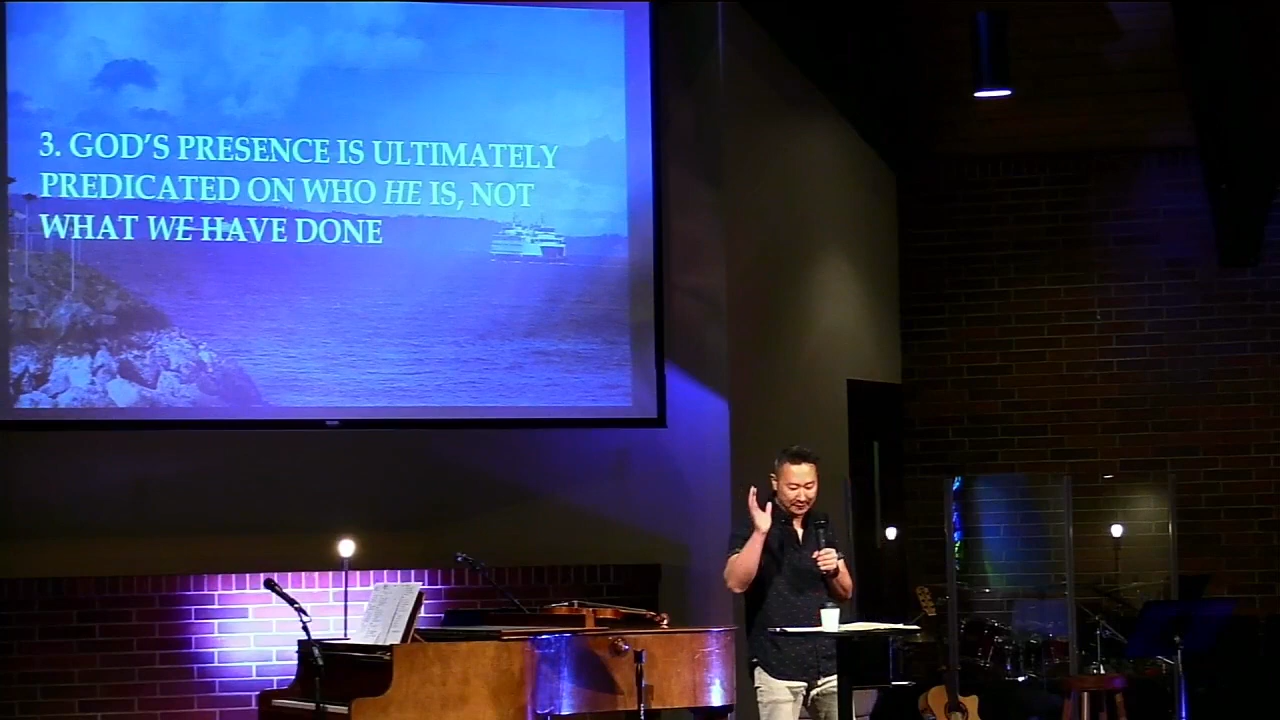 3. GOD'S PRESENCE IS ULTIMATELY
PREDICATED ON WHO HE IS, NOT
WHAT WE HAVE DONE